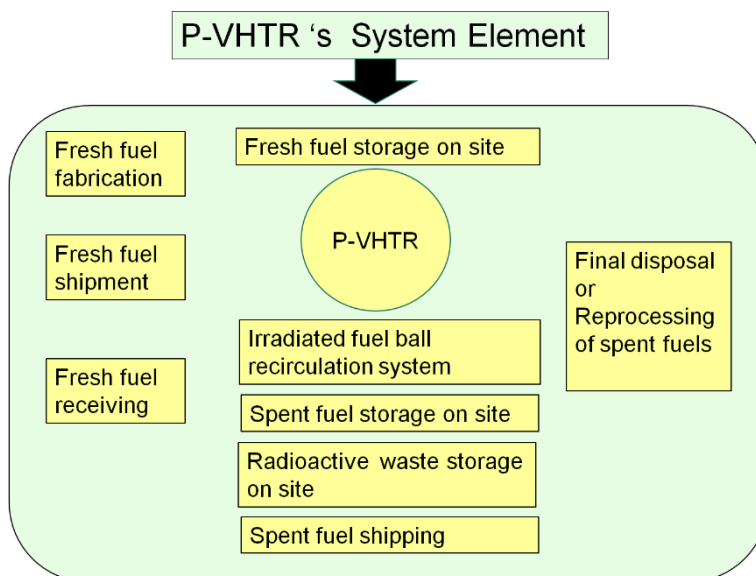 P-VHTR ‘s System Element
Fresh fuel
fabrication
Fresh fuel
shipment
Fresh fuel
receiving
Fresh fuel storage on site
P-VHTR
Irradiated fuel ball
recirculation system
Spent fuel storage on site
Radioactive waste storage
on site
Spent fuel shipping
Final disposal
or
Reprocessing
of spent fuels